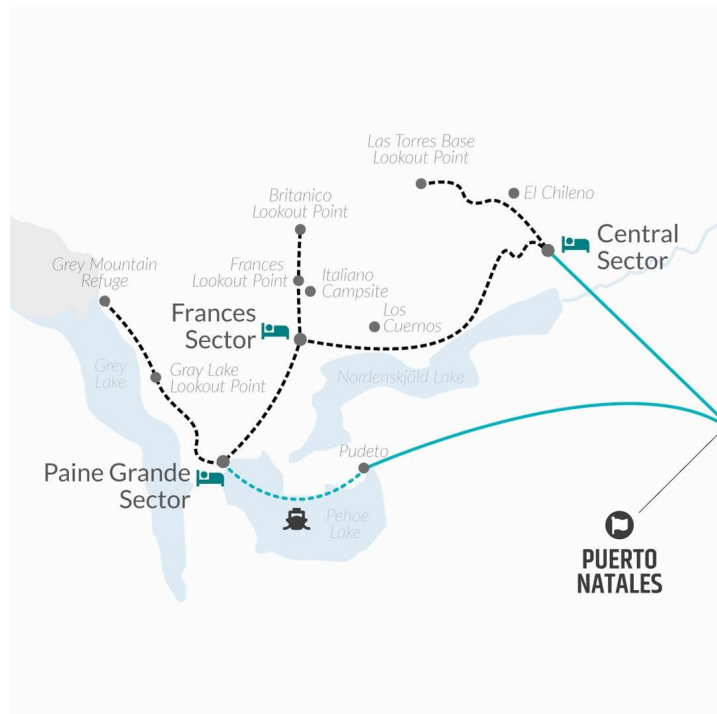 Las Torres Base
Lookout Point
El Chileno
Britanico
Lookout Point
Central
Sector
Grey Mountain
Refuge
Frances
Lookout Point
Italiano
Campsite
Frances
Sector
Los
Cuernos
Grey
Lake
Gray Lake
Lookout Point
Nordenskjöld Lake
Pudeto
Paine Grande
Sector
Pehoe
Lake
PUERTO
NATALES